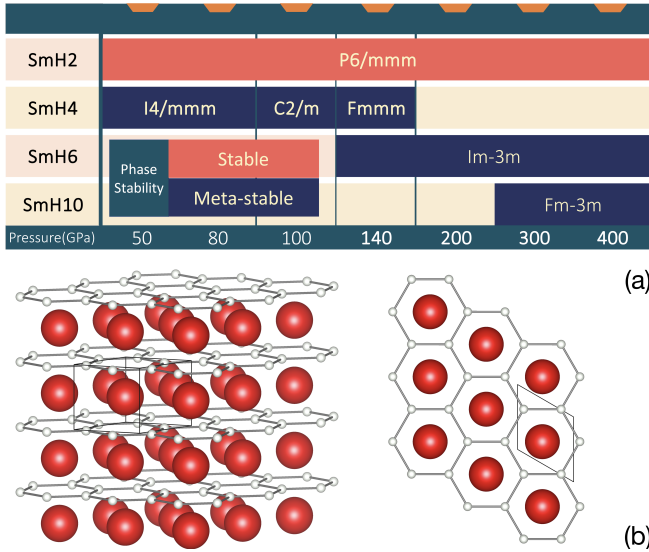 SmH2 P6/mmm
SmH4 I4/mmm C2/m Fmmm
SmH6 Im-3m
Phase Stability Stable
Meta-stable
SmH10 Fm-3m
Pressure(GPa) 50 80 100 140 200 300 400
(a)
(b)